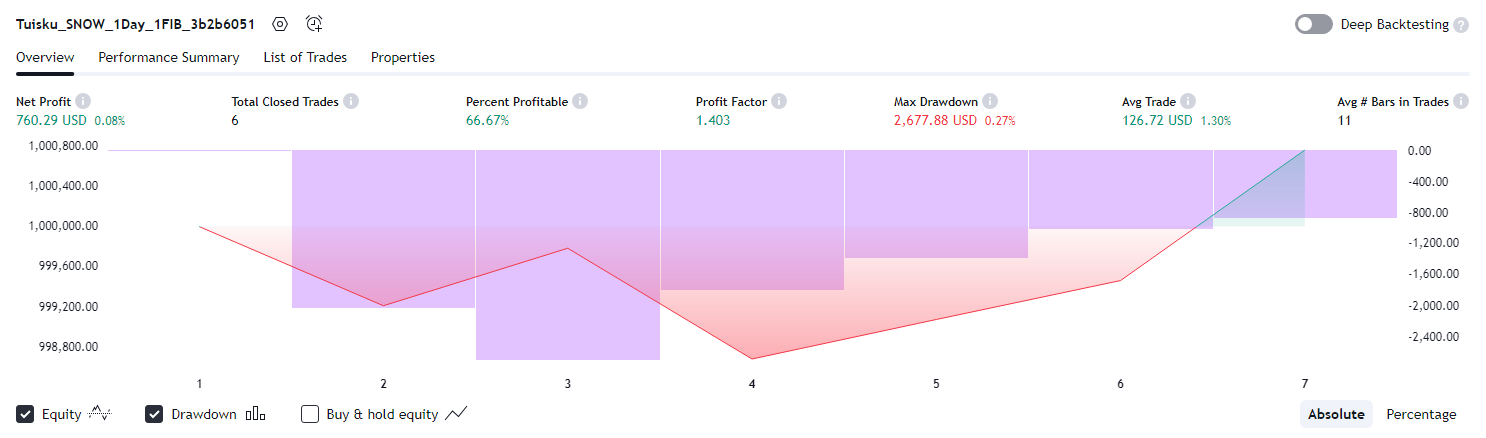 Tuisku_SNOW_1Day_1FIB_3b2b6051 Deep Backtesting ?
Overview Performance Summary List of Trades Properties
Net Profit Total Closed Trades Percent Profitable Profit Factor Max Drawdown Avg Trade Avg # Bars in Trades
760.29 USD 0.08% 6 66.67% 1.403 2,677.88 USD 0.27% 126.72 USD 1.30% 11
1,000,800.00 0.00
1,000,400.00 -400.00
1,000,000.00 -800.00
999,600.00 -1,200.00
999,200.00 -1,600.00
998,800.00 -2,000.00
-2,400.00
1 2 3 4 5 6 7
Equity Drawdown Buy & hold equity Absolute Percentage